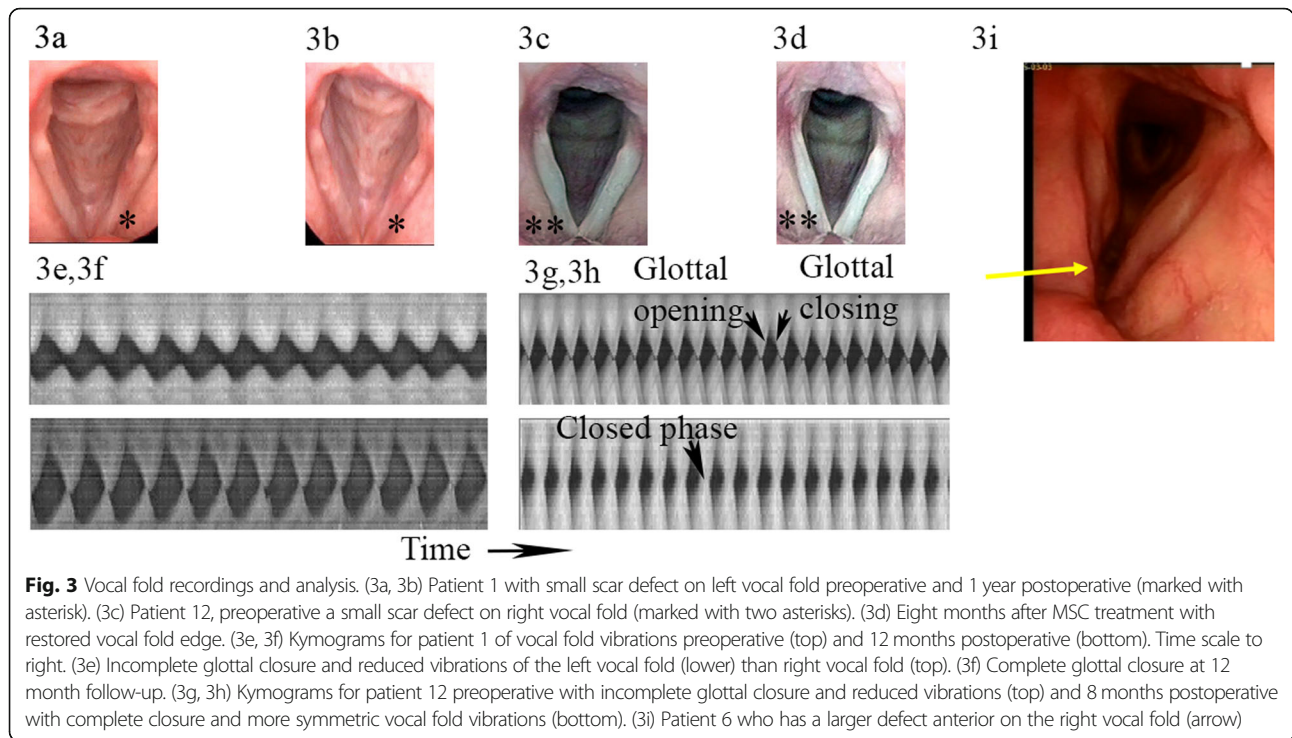 3a 3b 3c 3d 3i
* * ** **
3e,3f 3g,3h Glottal Glottal
opening closing
Closed phase
Time
Fig. 3 Vocal fold recordings and analysis. (3a, 3b) Patient 1 with small scar defect on left vocal fold preoperative and 1 year postoperative (marked with
asterisk). (3c) Patient 12, preoperative a small scar defect on right vocal fold (marked with two asterisks). (3d) Eight months after MSC treatment with
restored vocal fold edge. (3e, 3f) Kymograms for patient 1 of vocal fold vibrations preoperative (top) and 12 months postoperative (bottom). Time scale to
right. (3e) Incomplete glottal closure and reduced vibrations of the left vocal fold (lower) than right vocal fold (top). (3f) Complete glottal closure at 12
month follow-up. (3g, 3h) Kymograms for patient 12 preoperative with incomplete glottal closure and reduced vibrations (top) and 8 months postoperative
with complete closure and more symmetric vocal fold vibrations (bottom). (3i) Patient 6 who has a larger defect anterior on the right vocal fold (arrow)